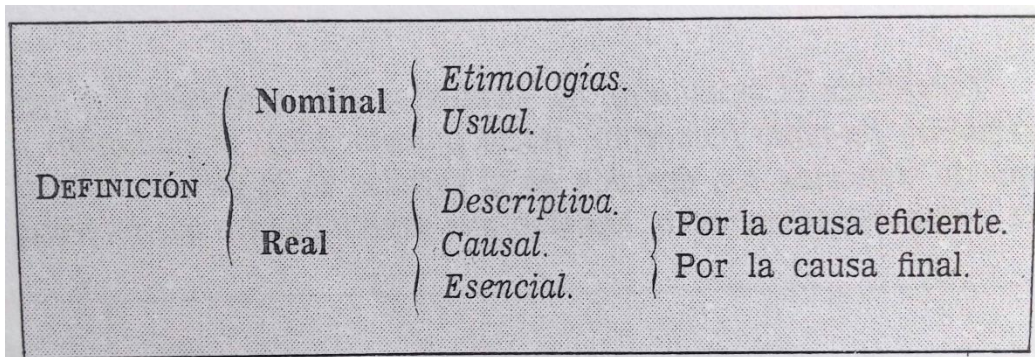 DEFINICIÓN
Nominal
Etimologías.
Usual.
Real
Descriptiva.
Causal.
Esencial.
Por la causa eficiente.
Por la causa final.